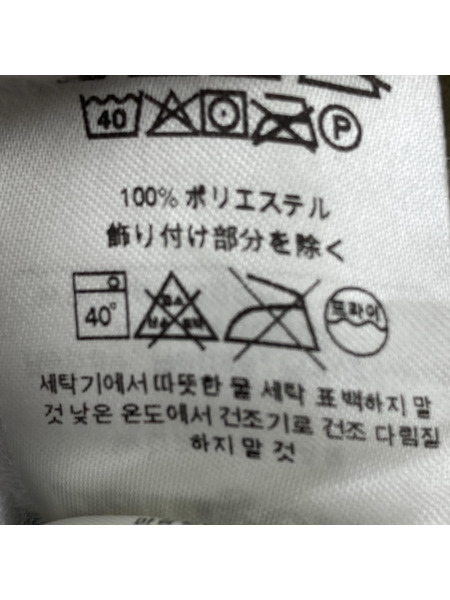 40 P
100% ポリエステル
飾り付け部分を除く
40° 드라이
세탁기에서 따뜻한 물 세탁 표백하지 말
것 낮은 온도에서 건조기로 건조 다림질
하지 말 것